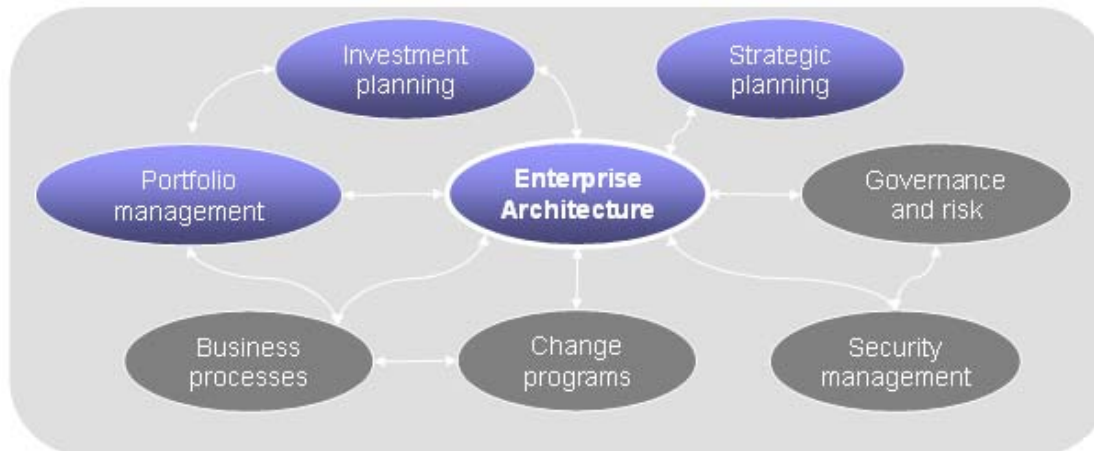 Investment
planning
Strategic
planning
Portfolio
management
Enterprise
Architecture
Governance
and risk
Business
processes
Change
programs
Security
management